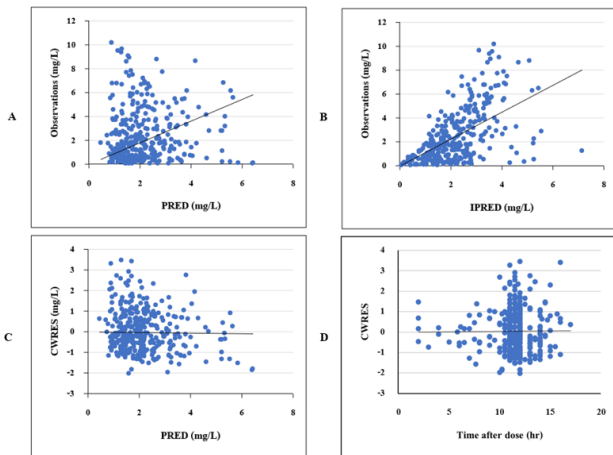 A
Observations (mg/L)
12
10
8
6
4
2
0
0 2 4 6 8
PRED (mg/L)
B
Observations (mg/L)
12
10
8
6
4
2
0
0 2 4 6 8
IPRED (mg/L)
C
CWRES (mg/L)
4
3
2
1
0
-1
-2
-3
0 2 4 6 8
PRED (mg/L)
D
CWRES
4
3
2
1
0
-1
-2
-3
0 5 10 15 20
Time after dose (hr)